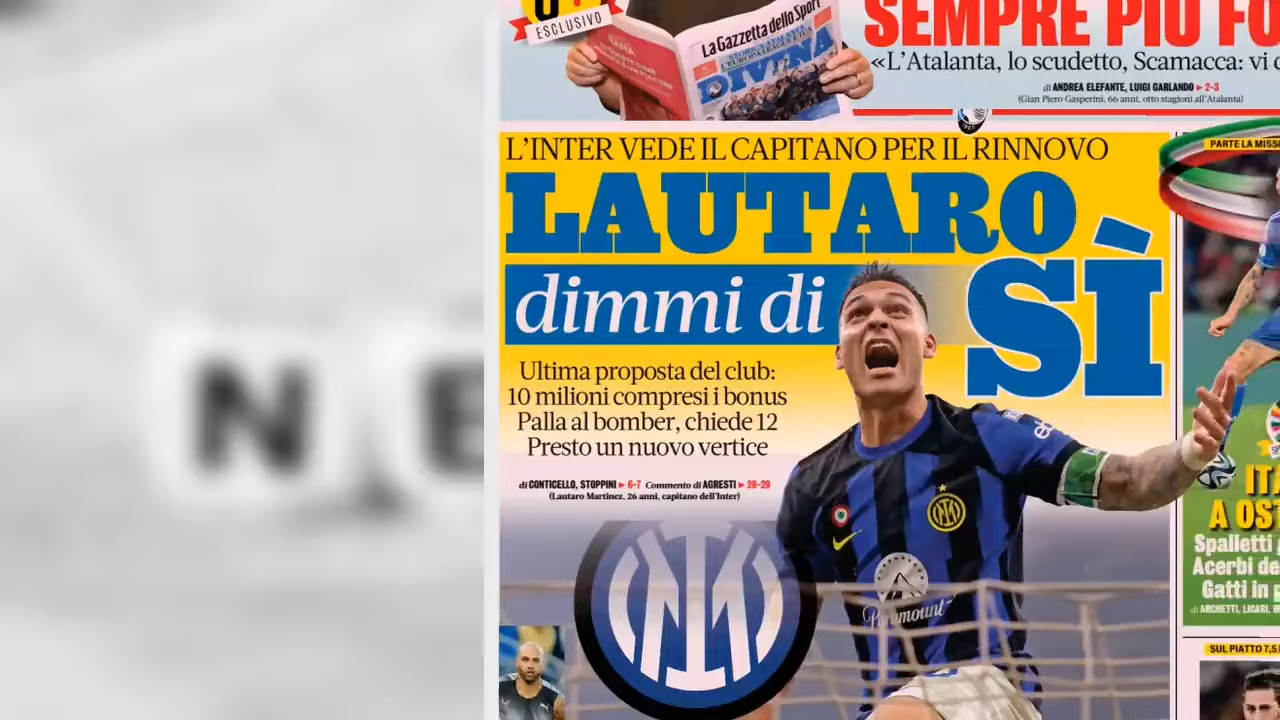 ESCLUSIVO
La Gazzetta dello Sport
DIVINA
SEMPRE PIÙ FO
«L'Atalanta, lo scudetto, Scamacca: vi
di ANDREA ELEFANTE, LUIGI GARLANDO ▶ 2-3
(Gian Piero Gasperini, 66 anni, otto stagioni all'Atalanta)
L'INTER VEDE IL CAPITANO PER IL RINNOVO
LAUTARO
dimmi di SÌ
Ultima proposta del club:
10 milioni compresi i bonus
Palla al bomber, chiede 12
Presto un nuovo vertice
di CONTICELLO, STOPPINI ▶ 6-7 Commento di AGRESTI ▶ 28-29
(Lautaro Martinez, 26 anni, capitano dell'Inter)
Paramount+
PARTE LA MISS
A OS
Spalletti
Acerbi de
Gatti in
di ARCHETTI, LICARI,
SUL PIATTO 7,5
N E